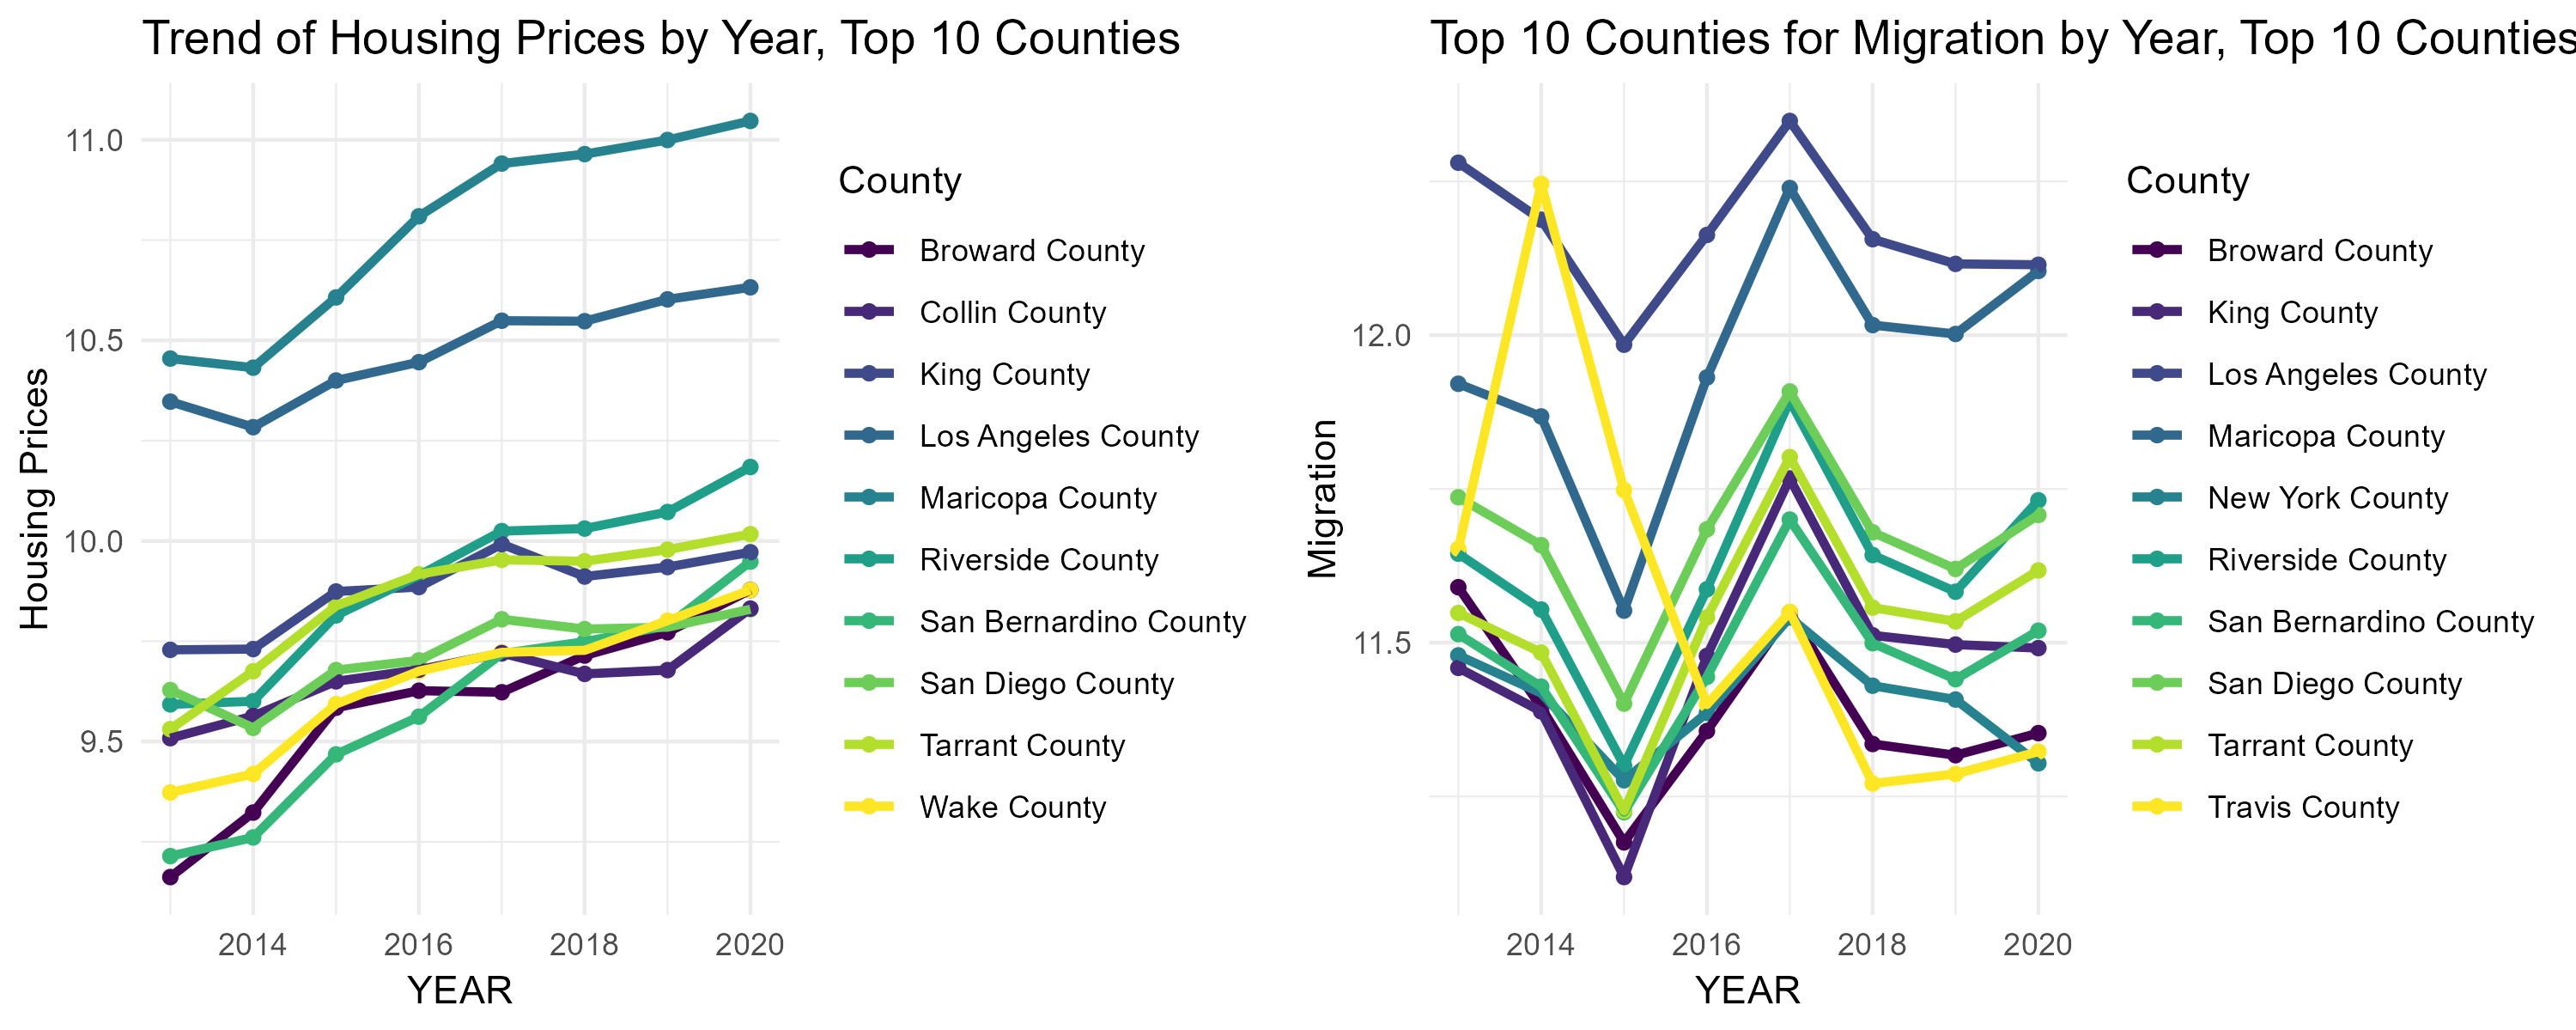 Trend of Housing Prices by Year, Top 10 Counties
11.0
10.5
10.0
9.5
Housing Prices
2014 2016 2018 2020
YEAR
County
Broward County
Collin County
King County
Los Angeles County
Maricopa County
Riverside County
San Bernardino County
San Diego County
Tarrant County
Wake County
Top 10 Counties for Migration by Year, Top 10 Counties
12.0
11.5
Migration
2014 2016 2018 2020
YEAR
County
Broward County
King County
Los Angeles County
Maricopa County
New York County
Riverside County
San Bernardino County
San Diego County
Tarrant County
Travis County